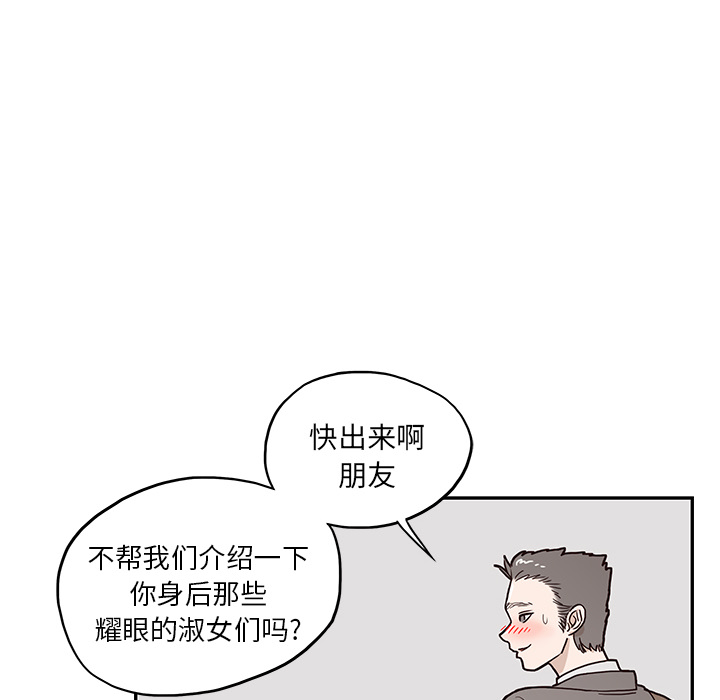 快出来啊
朋友
不帮我们介绍一下
你身后那些
耀眼的淑女们吗?